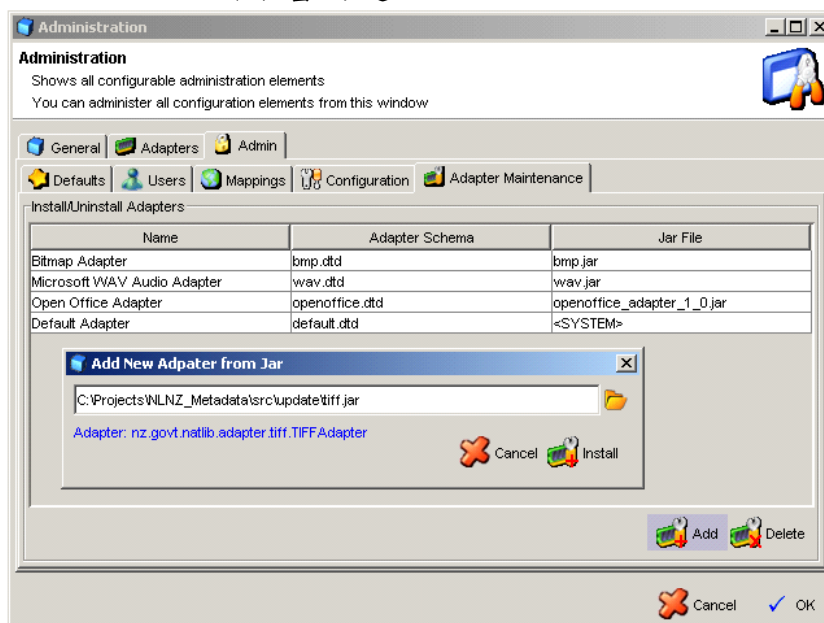 Administration
Administration
Shows all configurable administration elements
You can administer all configuration elements from this window
General Adapters Admin
Defaults Users Mappings Configuration Adapter Maintenance
Install/Uninstall Adapters
Name Adapter Schema Jar File
Bitmap Adapter bmp.dtd bmp.jar
Microsoft WAV Audio Adapter wav.dtd wav.jar
Open Office Adapter openoffice.dtd openoffice_adapter_1_0.jar
Default Adapter default.dtd <SYSTEM>
Add New Adpater from Jar
C:\Projects\NLNZ_Metadata\src\update\tiff.jar
Adapter: nz.govt.natlib.adapter.tiff.TIFFAdapter
Cancel Install
Add Delete
Cancel OK